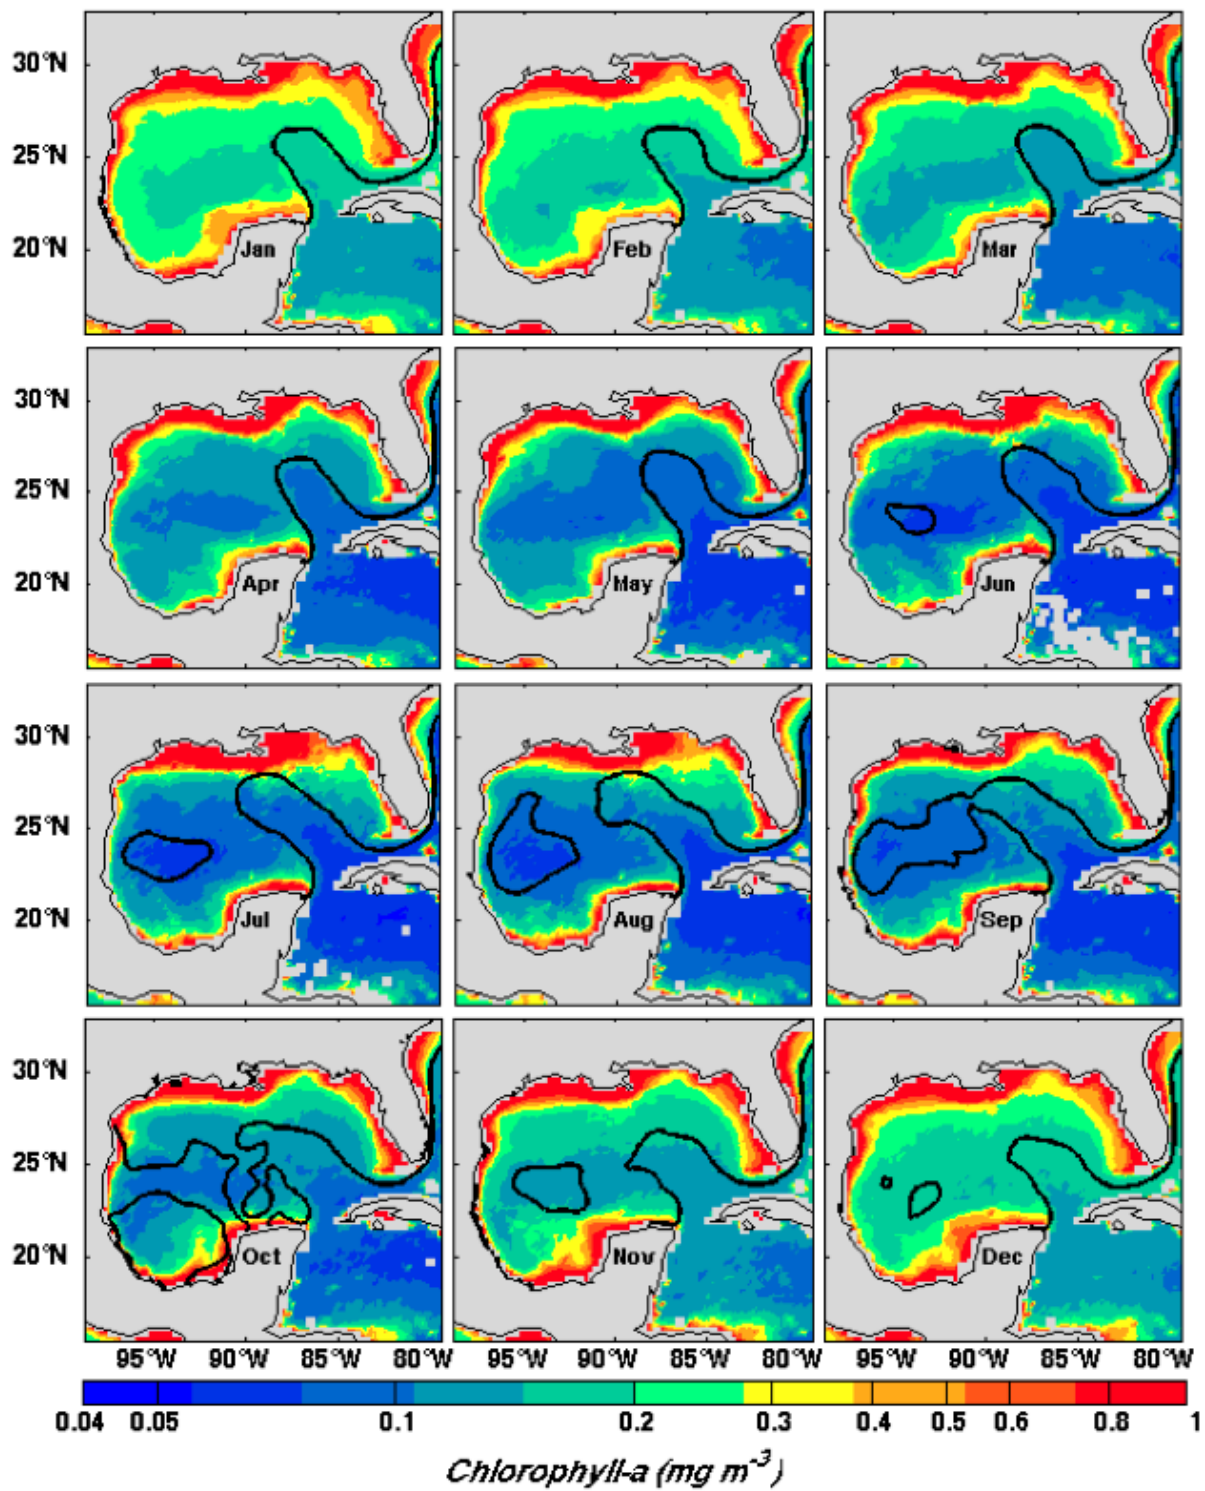 30°N
25°N
20°N
Jan
Feb
Mar
30°N
25°N
20°N
Apr
May
Jun
30°N
25°N
20°N
Jul
Aug
Sep
30°N
25°N
20°N
Oct
Nov
Dec
95°W 90°W 85°W 80°W 95°W 90°W 85°W 80°W 95°W 90°W 85°W 80°W
0.04 0.05 0.1 0.2 0.3 0.4 0.5 0.6 0.8 1
Chlorophyll-a (mg m⁻³)